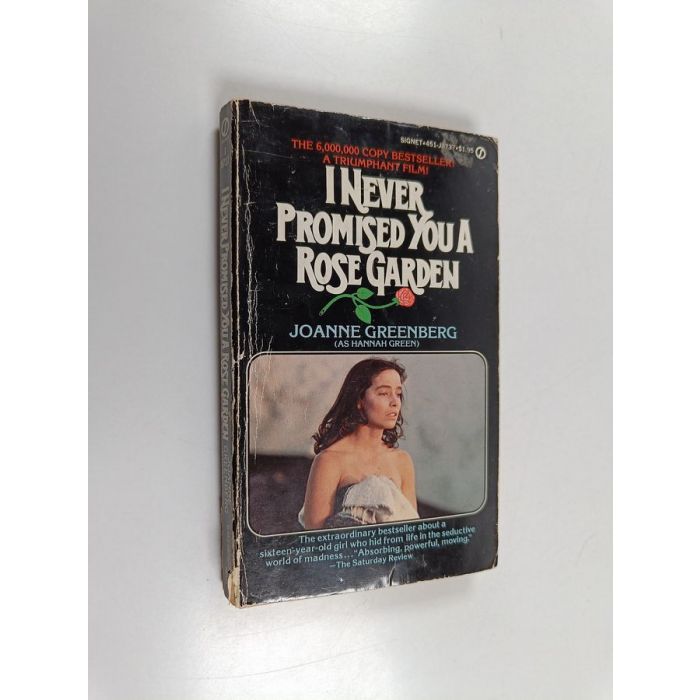 SIGNET•451-J8737•$1.95
THE 6,000,000 COPY BESTSELLER!
A TRIUMPHANT FILM!
I NEVER
PROMISED YOU A
ROSE GARDEN
JOANNE GREENBERG
(AS HANNAH GREEN)
The extraordinary bestseller about a
sixteen-year-old girl who hid from life in the seductive
world of madness... "Absorbing, powerful, moving."
—The Saturday Review
I NEVER PROMISED YOU A ROSE GARDEN